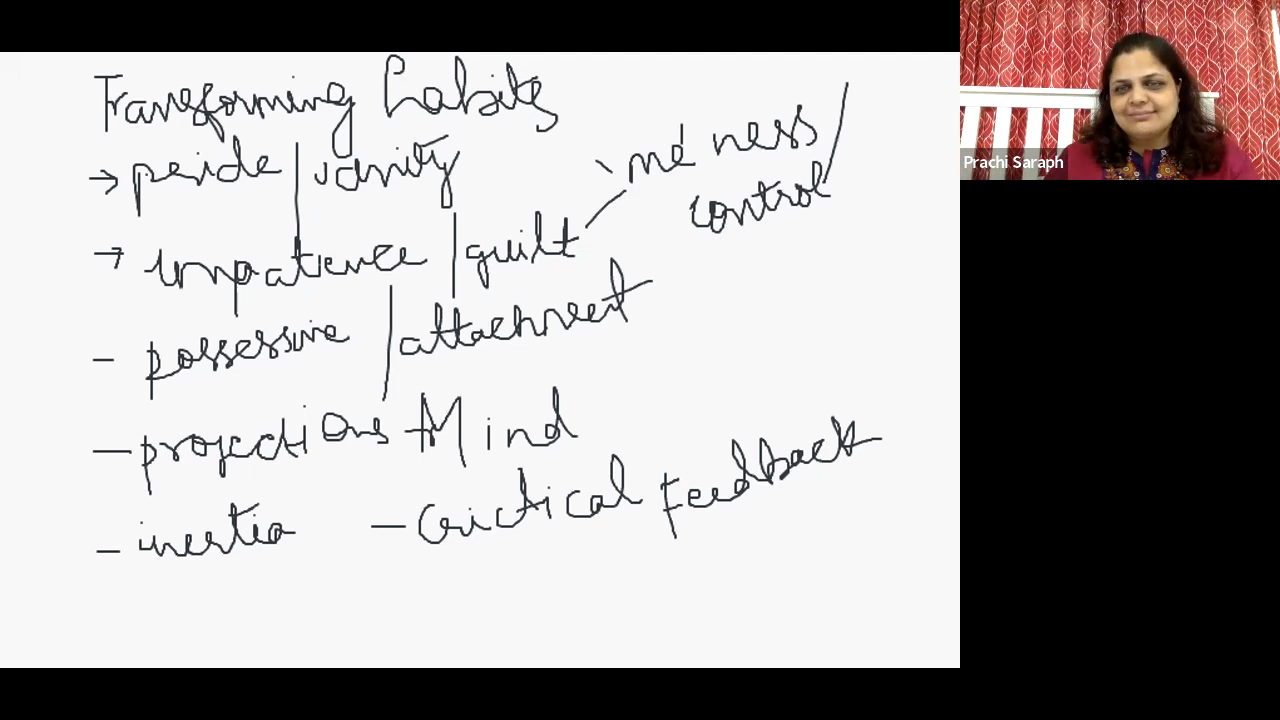 Transforming habits
→ pride / vanity
me ness /
control
→ impatience / guilt
- possessive / attachment
- projections Mind
- inertia - Critical Feedback
Prachi Saraph